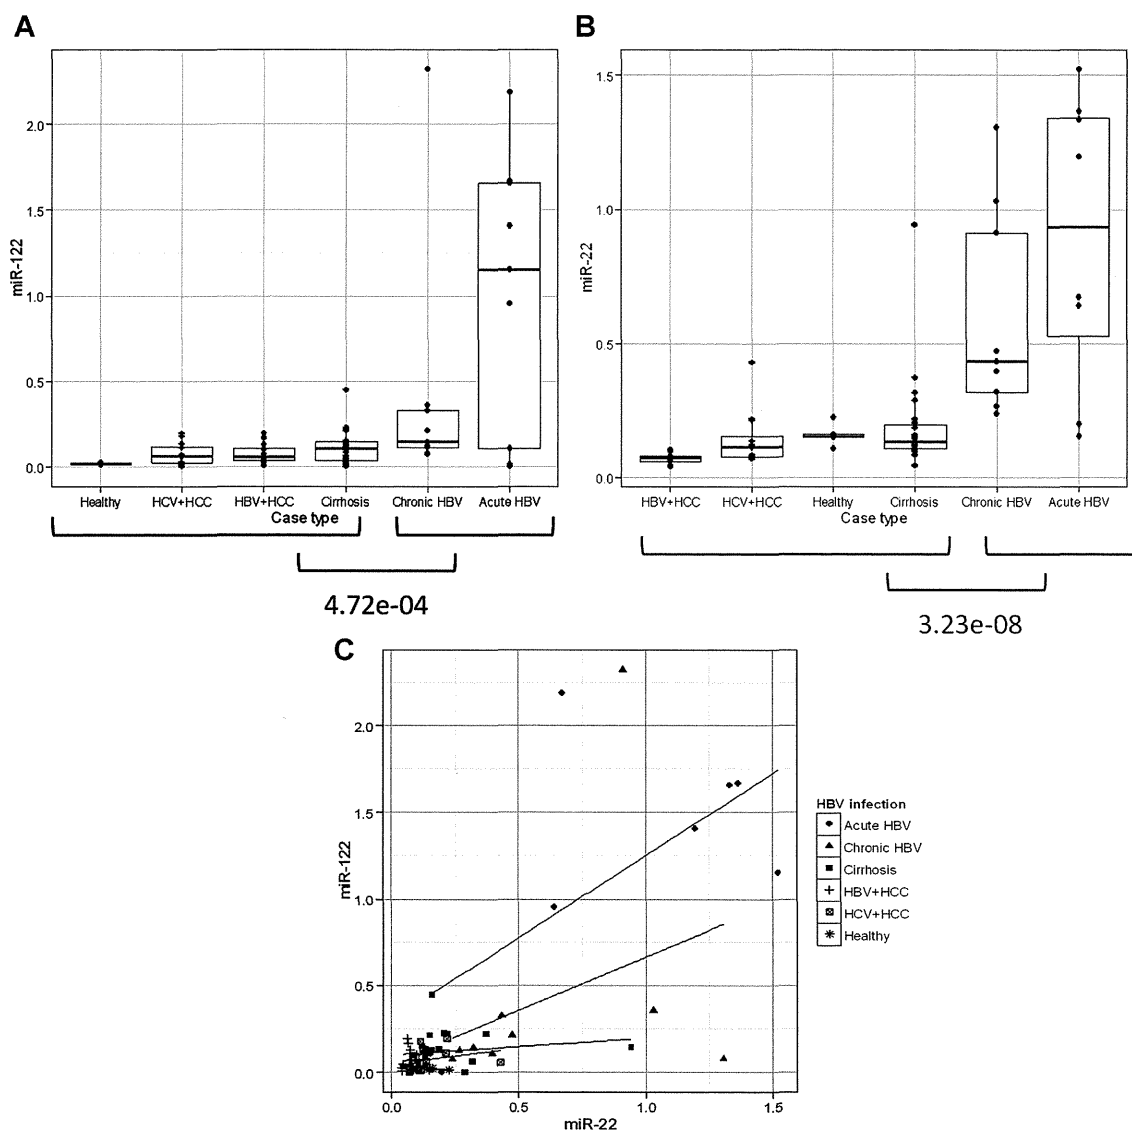 A
miR-122
2.0
1.5
1.0
0.5
0.0
Healthy HCV+HCC HBV+HCC Cirrhosis Chronic HBV Acute HBV
Case type
4.72e-04
B
miR-22
1.5
1.0
0.5
0.0
HBV+HCC HCV+HCC Healthy Cirrhosis Chronic HBV Acute HBV
Case type
3.23e-08
C
miR-122
2.0
1.5
1.0
0.5
0.0
0.0 0.5 1.0 1.5
miR-22
HBV infection
Acute HBV
Chronic HBV
Cirrhosis
HBV+HCC
HCV+HCC
Healthy